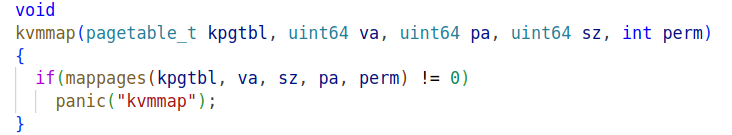 void
kvmmap(pagetable_t kpgtbl, uint64 va, uint64 pa, uint64 sz, int perm)
{
  if(mappages(kpgtbl, va, sz, pa, perm) != 0)
    panic("kvmmap");
}